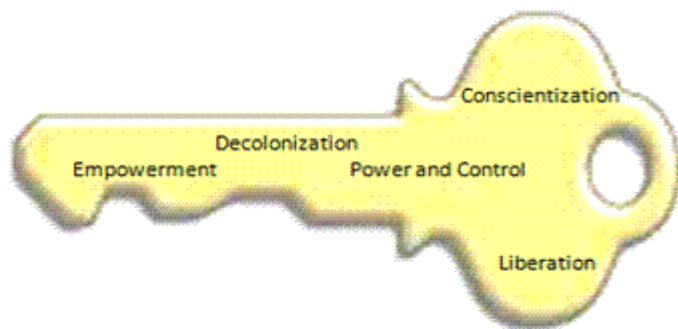 Conscientization
Decolonization
Empowerment
Power and Control
Liberation